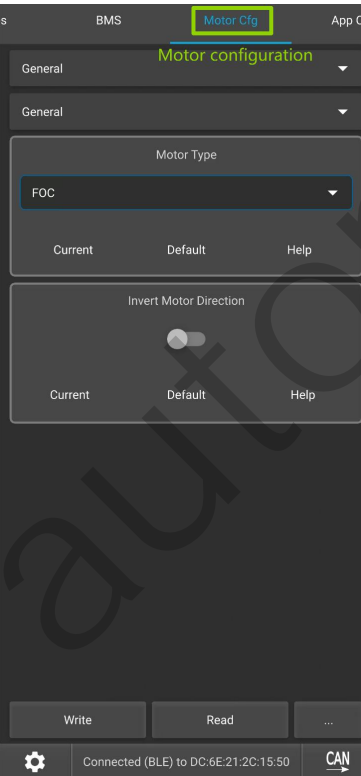 s BMS Motor Cfg App C
Motor configuration
General
General
Motor Type
FOC
Current Default Help
Invert Motor Direction
Current Default Help
Write Read ...
Connected (BLE) to DC:6E:21:2C:15:50 CAN